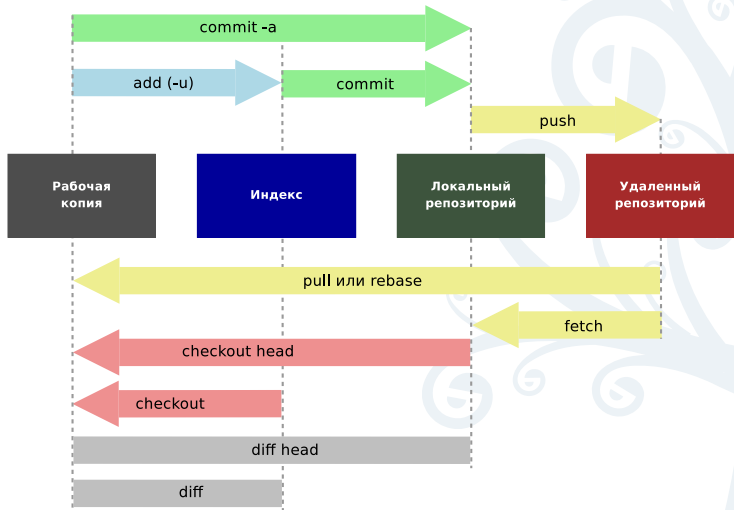 commit -a
add (-u)
commit
push
Рабочая
копия
Индекс
Локальный
репозиторий
Удаленный
репозиторий
pull или rebase
fetch
checkout head
checkout
diff head
diff